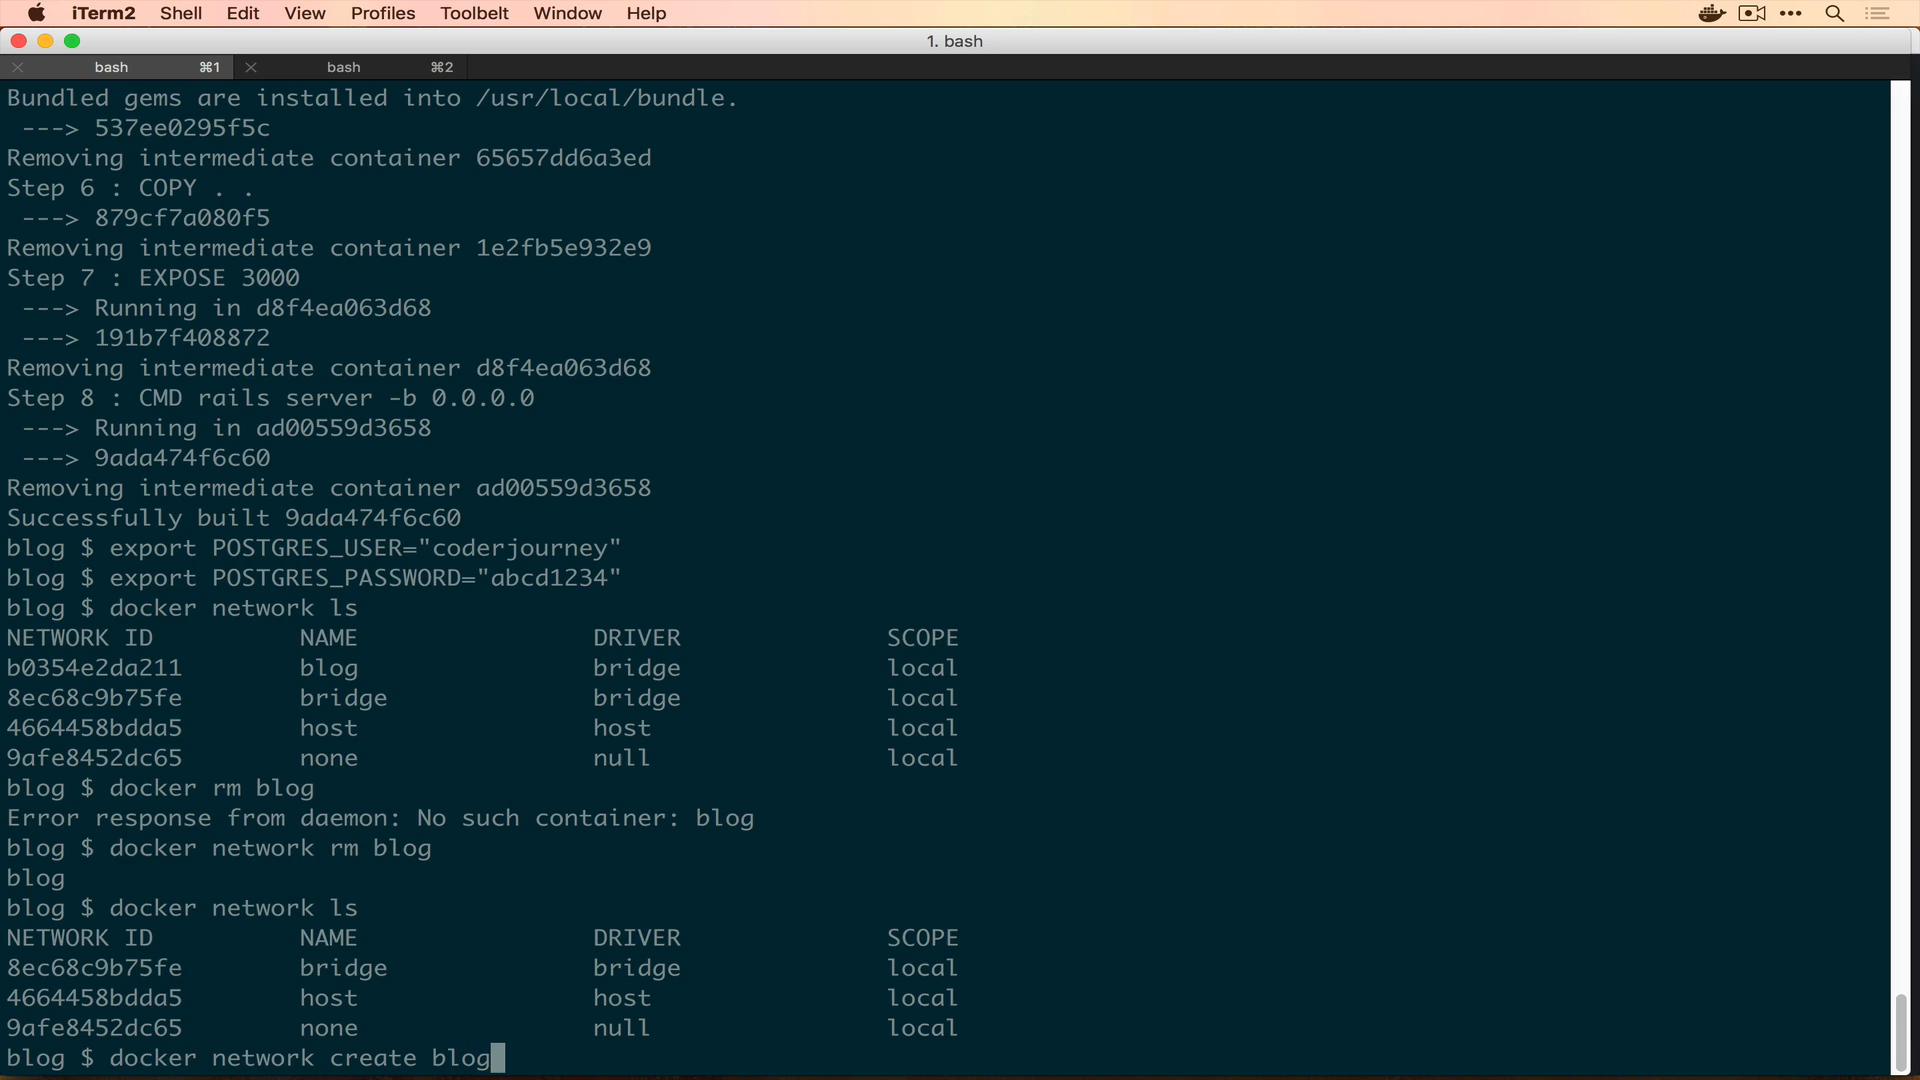 iTerm2 Shell Edit View Profiles Toolbelt Window Help
1. bash
bash ⌘1 bash ⌘2
Bundled gems are installed into /usr/local/bundle.
 ---> 537ee0295f5c
Removing intermediate container 65657dd6a3ed
Step 6 : COPY . .
 ---> 879cf7a080f5
Removing intermediate container 1e2fb5e932e9
Step 7 : EXPOSE 3000
 ---> Running in d8f4ea063d68
 ---> 191b7f408872
Removing intermediate container d8f4ea063d68
Step 8 : CMD rails server -b 0.0.0.0
 ---> Running in ad00559d3658
 ---> 9ada474f6c60
Removing intermediate container ad00559d3658
Successfully built 9ada474f6c60
blog $ export POSTGRES_USER="coderjourney"
blog $ export POSTGRES_PASSWORD="abcd1234"
blog $ docker network ls
NETWORK ID          NAME                DRIVER              SCOPE
b0354e2da211        blog                bridge              local
8ec68c9b75fe        bridge              bridge              local
4664458bdda5        host                host                local
9afe8452dc65        none                null                local
blog $ docker rm blog
Error response from daemon: No such container: blog
blog $ docker network rm blog
blog
blog $ docker network ls
NETWORK ID          NAME                DRIVER              SCOPE
8ec68c9b75fe        bridge              bridge              local
4664458bdda5        host                host                local
9afe8452dc65        none                null                local
blog $ docker network create blog